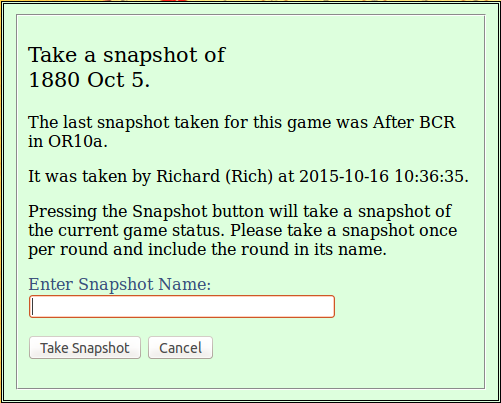 Take a snapshot of
1880 Oct 5.
The last snapshot taken for this game was After BCR
in OR10a.
It was taken by Richard (Rich) at 2015-10-16 10:36:35.
Pressing the Snapshot button will take a snapshot of
the current game status. Please take a snapshot once
per round and include the round in its name.
Enter Snapshot Name:
Take Snapshot Cancel